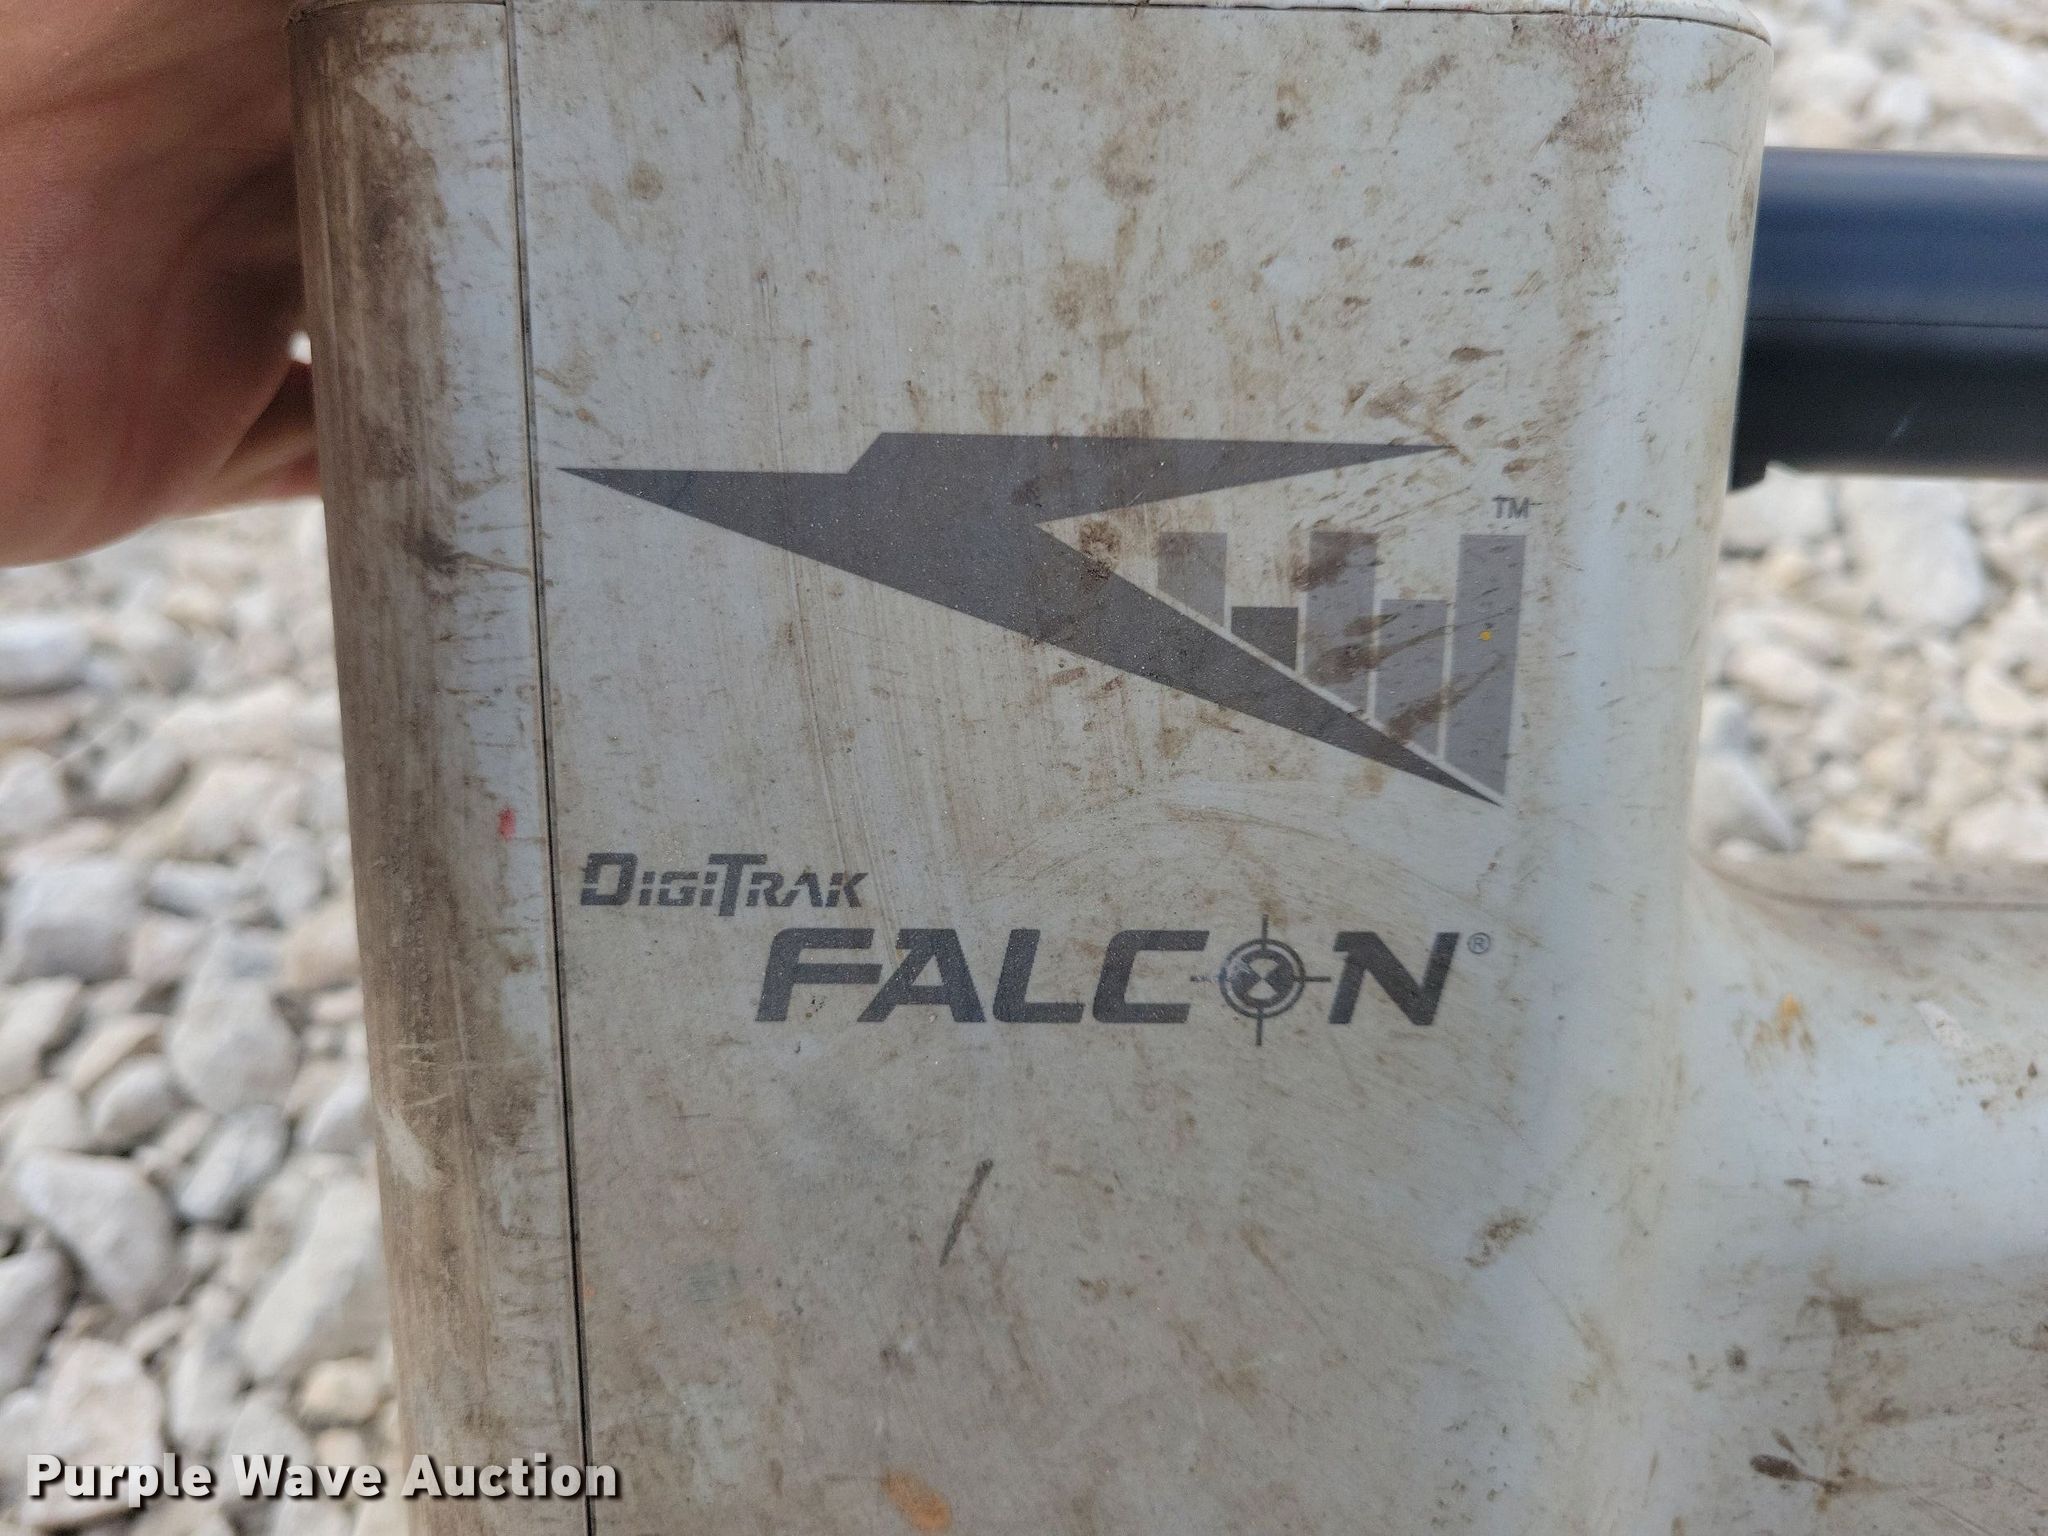 TM
DIGITRAK
FALCON®
Purple Wave Auction